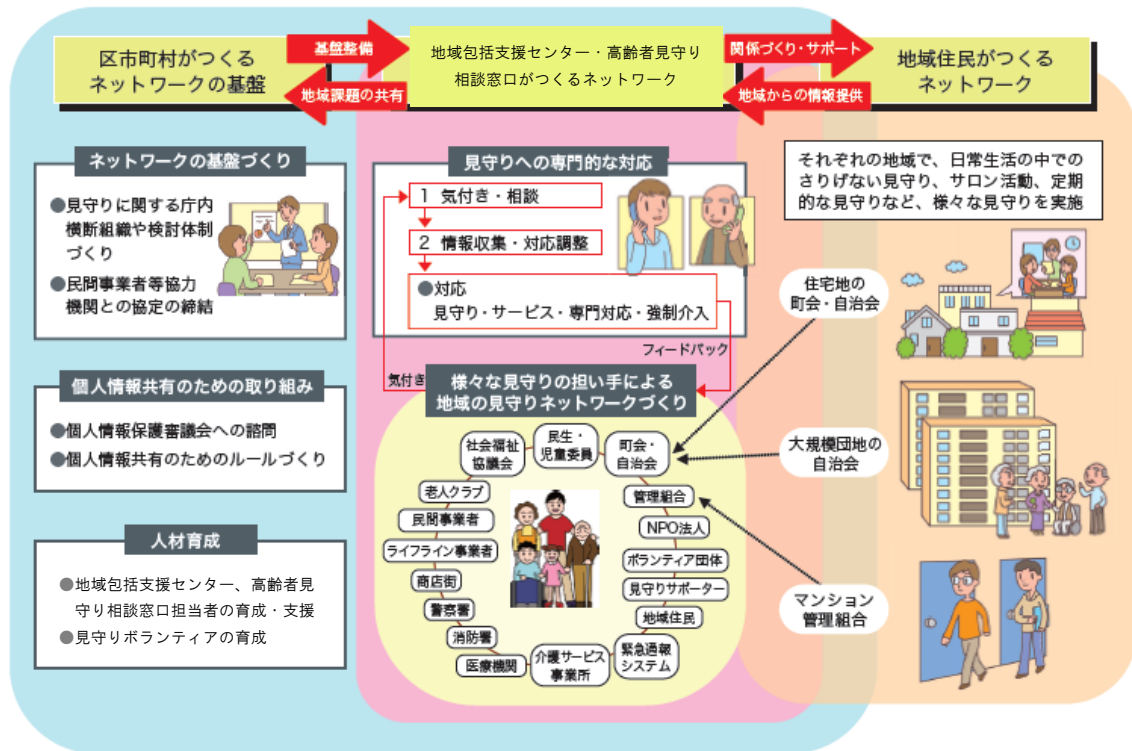 区市町村がつくる
ネットワークの基盤
基盤整備
地域課題の共有
地域包括支援センター・高齢者見守り
相談窓口がつくるネットワーク
関係づくり・サポート
地域からの情報提供
地域住民がつくる
ネットワーク
ネットワークの基盤づくり
●見守りに関する庁内
横断組織や検討体制
づくり
●民間事業者等協力
機関との協定の締結
個人情報共有のための取り組み
●個人情報保護審議会への諮問
●個人情報共有のためのルールづくり
人材育成
●地域包括支援センター、高齢者見
守り相談窓口担当者の育成・支援
●見守りボランティアの育成
見守りへの専門的な対応
1 気付き・相談
2 情報収集・対応調整
●対応
見守り・サービス・専門対応・強制介入
フィードバック
気付き
様々な見守りの担い手による
地域の見守りネットワークづくり
社会福祉
協議会
民生・
児童委員
町会・
自治会
老人クラブ
民間事業者
ライフライン事業者
商店街
警察署
消防署
医療機関
介護サービス
事業所
緊急通報
システム
地域住民
見守りサポーター
ボランティア団体
NPO法人
管理組合
それぞれの地域で、日常生活の中での
さりげない見守り、サロン活動、定期
的な見守りなど、様々な見守りを実施
住宅地の
町会・自治会
大規模団地の
自治会
マンション
管理組合